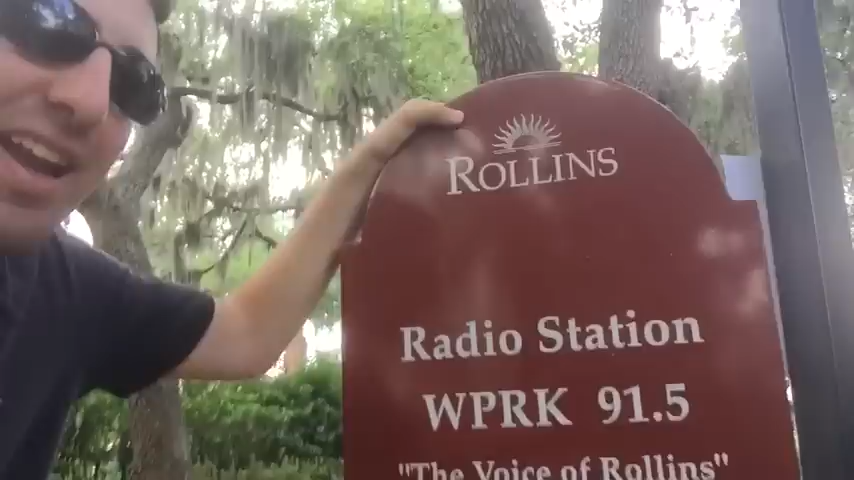 ROLLINS
Radio Station
WPRK 91.5
"The Voice of Rollins"